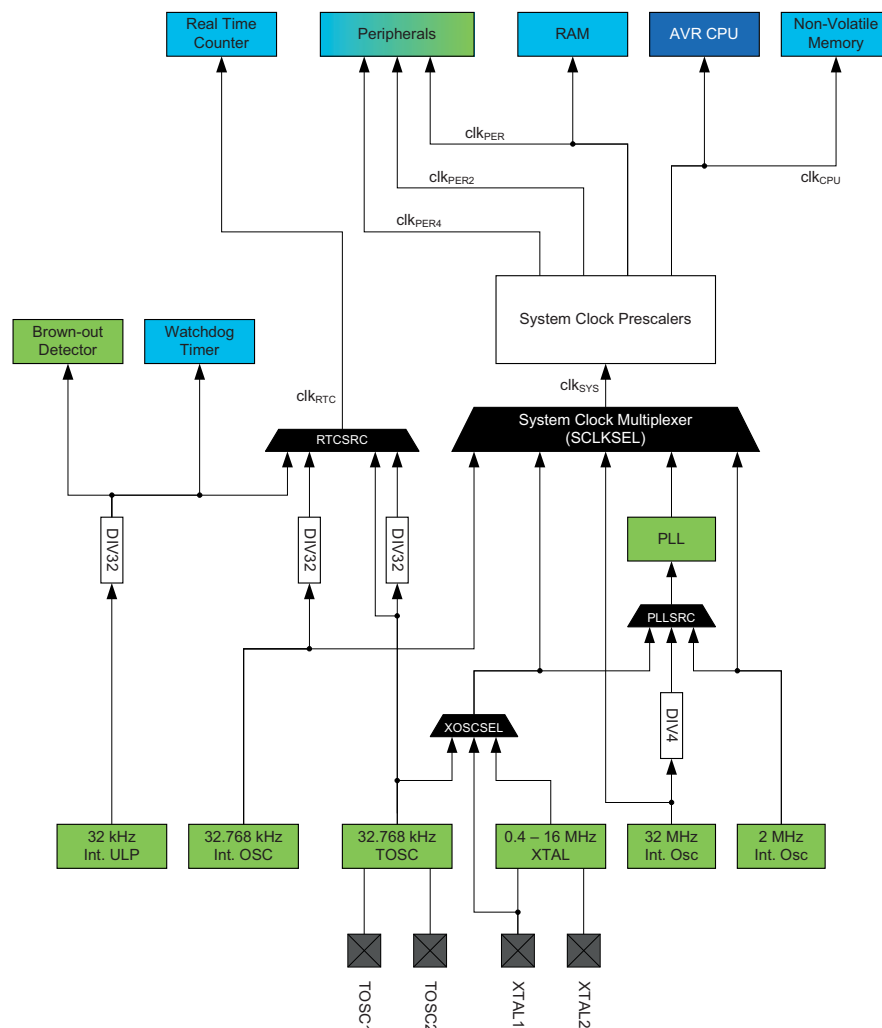 Real Time
Counter
Peripherals
RAM
AVR CPU
Non-Volatile
Memory
clkPER
clkPER2
clkCPU
clkPER4
System Clock Prescalers
Brown-out
Detector
Watchdog
Timer
clkSYS
clkRTC
System Clock Multiplexer
(SCLKSEL)
RTCSRC
DIV32
DIV32
DIV32
PLL
PLLSRC
XOSCSEL
DIV4
32 kHz
Int. ULP
32.768 kHz
Int. OSC
32.768 kHz
TOSC
0.4 – 16 MHz
XTAL
32 MHz
Int. Osc
2 MHz
Int. Osc
TOSC1
TOSC2
XTAL1
XTAL2